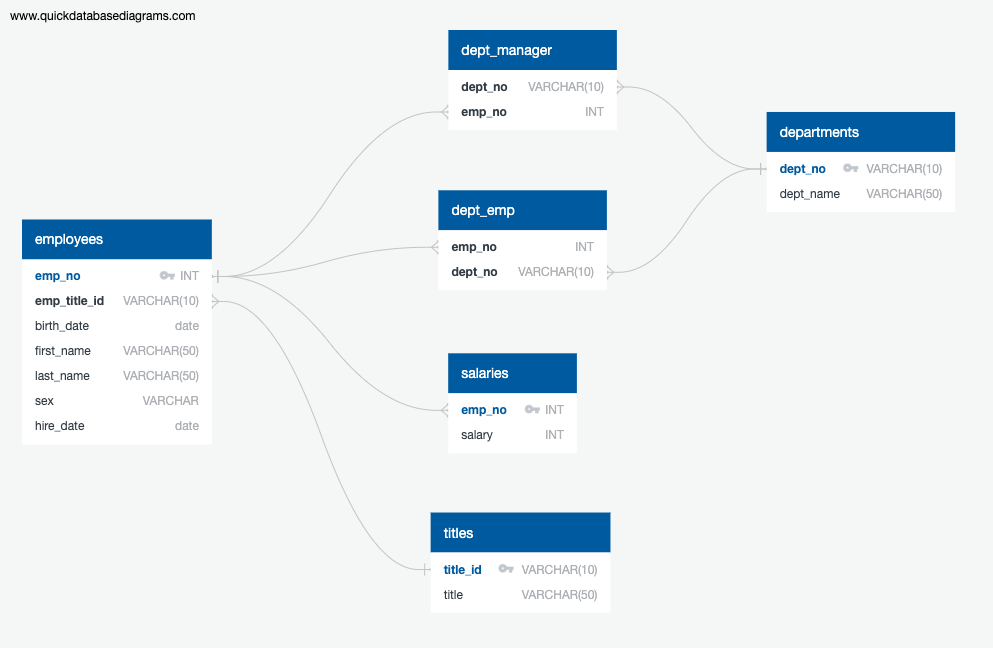 www.quickdatabasediagrams.com
dept_manager
dept_no VARCHAR(10)
emp_no INT
departments
dept_no VARCHAR(10)
dept_name VARCHAR(50)
dept_emp
emp_no INT
dept_no VARCHAR(10)
employees
emp_no INT
emp_title_id VARCHAR(10)
birth_date date
first_name VARCHAR(50)
last_name VARCHAR(50)
sex VARCHAR
hire_date date
salaries
emp_no INT
salary INT
titles
title_id VARCHAR(10)
title VARCHAR(50)